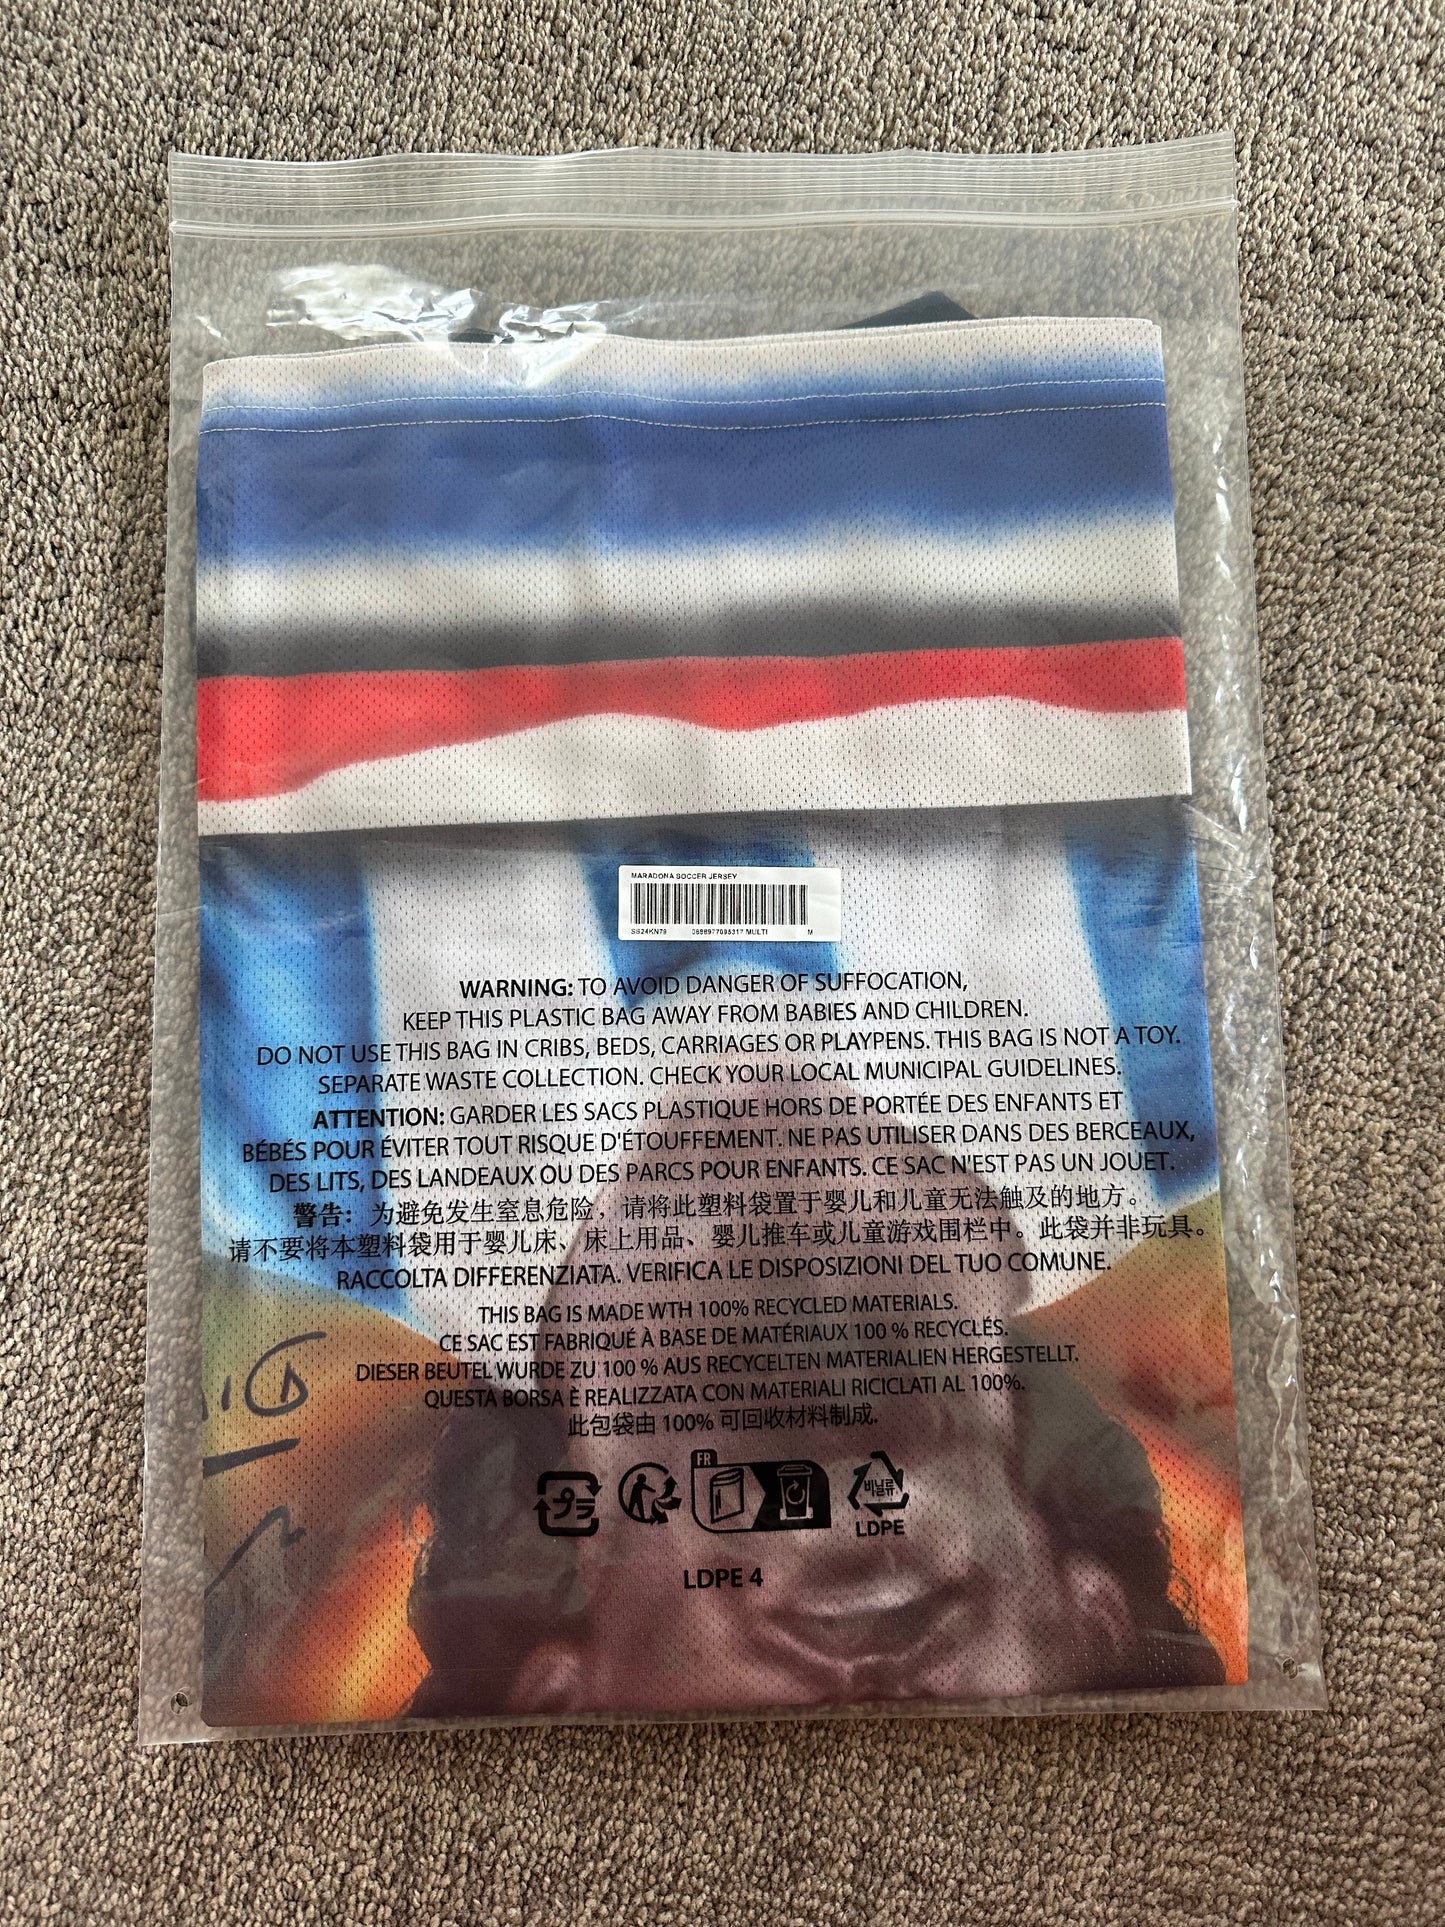 MARADONA SOCCER JERSEY
SS24KN79 0698977095317 MULTI M
WARNING: TO AVOID DANGER OF SUFFOCATION,
KEEP THIS PLASTIC BAG AWAY FROM BABIES AND CHILDREN.
DO NOT USE THIS BAG IN CRIBS, BEDS, CARRIAGES OR PLAYPENS. THIS BAG IS NOT A TOY.
SEPARATE WASTE COLLECTION. CHECK YOUR LOCAL MUNICIPAL GUIDELINES.
ATTENTION: GARDER LES SACS PLASTIQUE HORS DE PORTÉE DES ENFANTS ET
BÉBÉS POUR ÉVITER TOUT RISQUE D'ÉTOUFFEMENT. NE PAS UTILISER DANS DES BERCEAUX,
DES LITS, DES LANDEAUX OU DES PARCS POUR ENFANTS. CE SAC N'EST PAS UN JOUET.
警告: 为避免发生窒息危险，请将此塑料袋置于婴儿和儿童无法触及的地方。
请不要将本塑料袋用于婴儿床、床上用品、婴儿推车或儿童游戏围栏中。此袋并非玩具。
RACCOLTA DIFFERENZIATA. VERIFICA LE DISPOSIZIONI DEL TUO COMUNE.
THIS BAG IS MADE WTH 100% RECYCLED MATERIALS.
CE SAC EST FABRIQUÉ À BASE DE MATÉRIAUX 100 % RECYCLÉS.
DIESER BEUTEL WURDE ZU 100 % AUS RECYCELTEN MATERIALIEN HERGESTELLT.
QUESTA BORSA È REALIZZATA CON MATERIALI RICICLATI AL 100%.
此包袋由 100% 可回收材料制成.
FR
プラ
비닐류
LDPE
LDPE 4